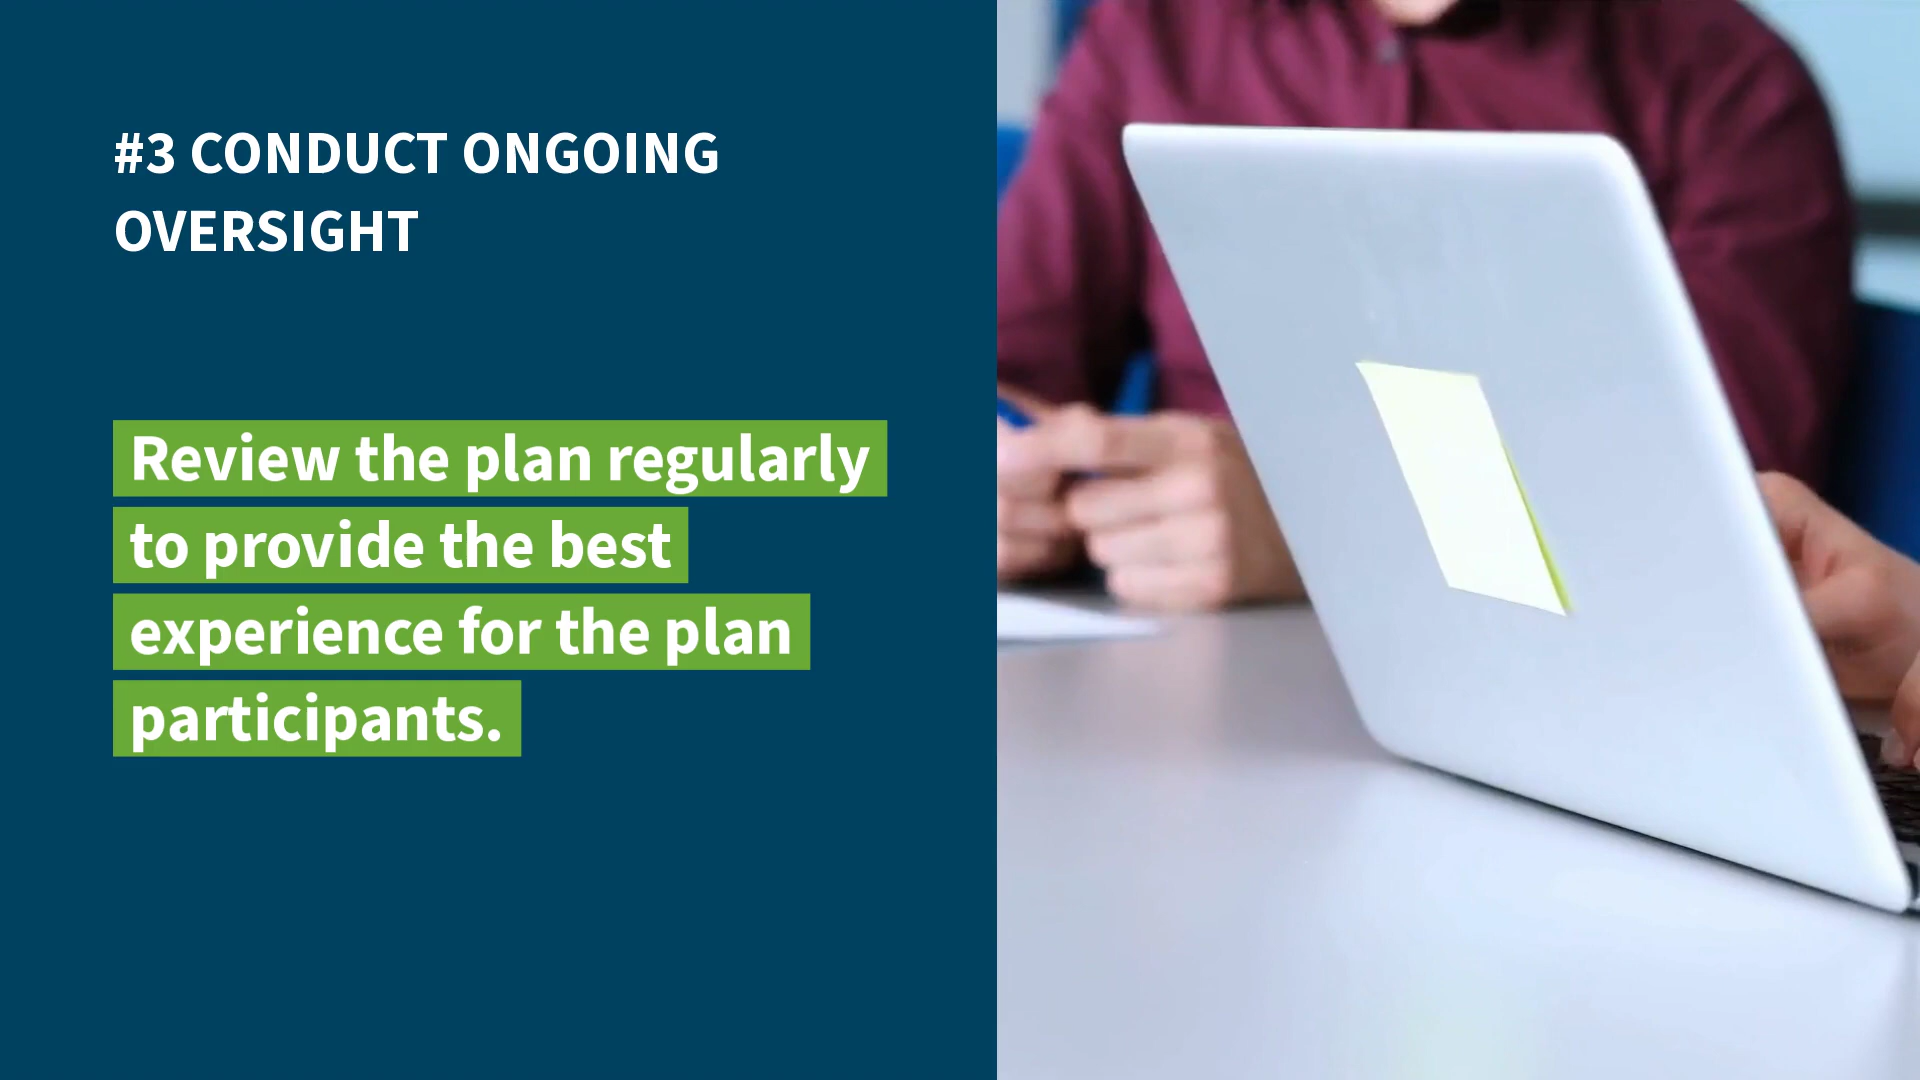 #3 CONDUCT ONGOING
OVERSIGHT
Review the plan regularly
to provide the best
experience for the plan
participants.